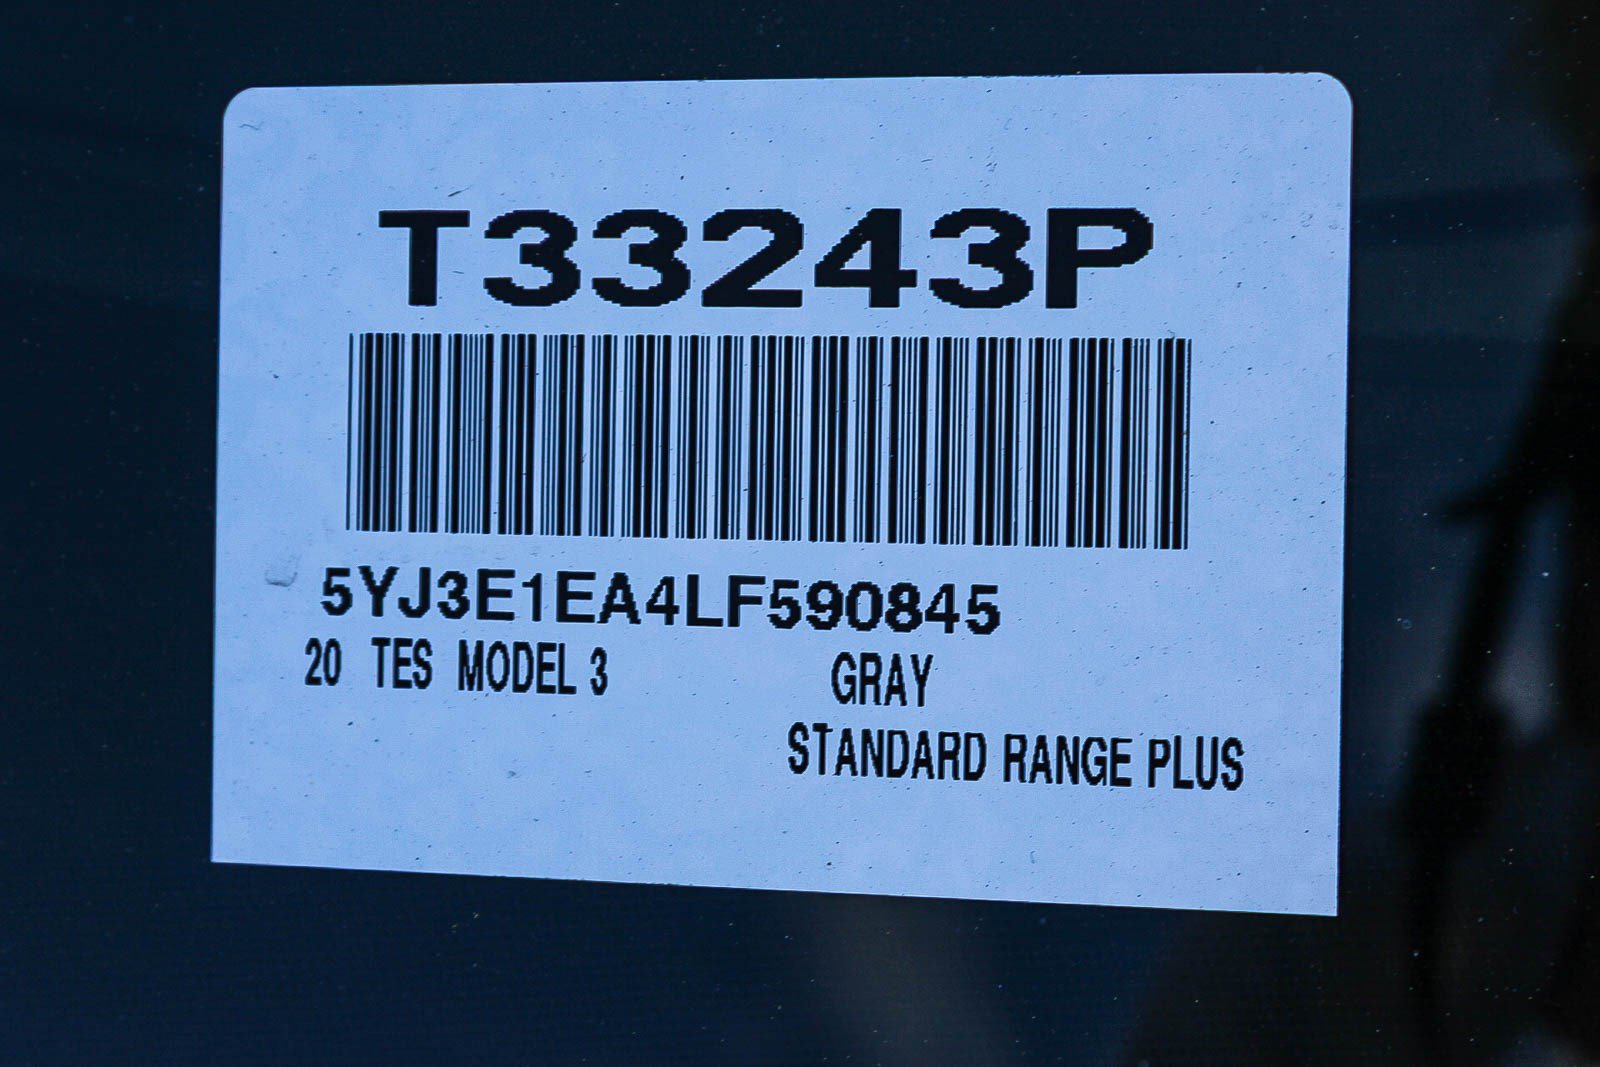 T33243P
5YJ3E1EA4LF590845
20 TES MODEL 3 GRAY
STANDARD RANGE PLUS